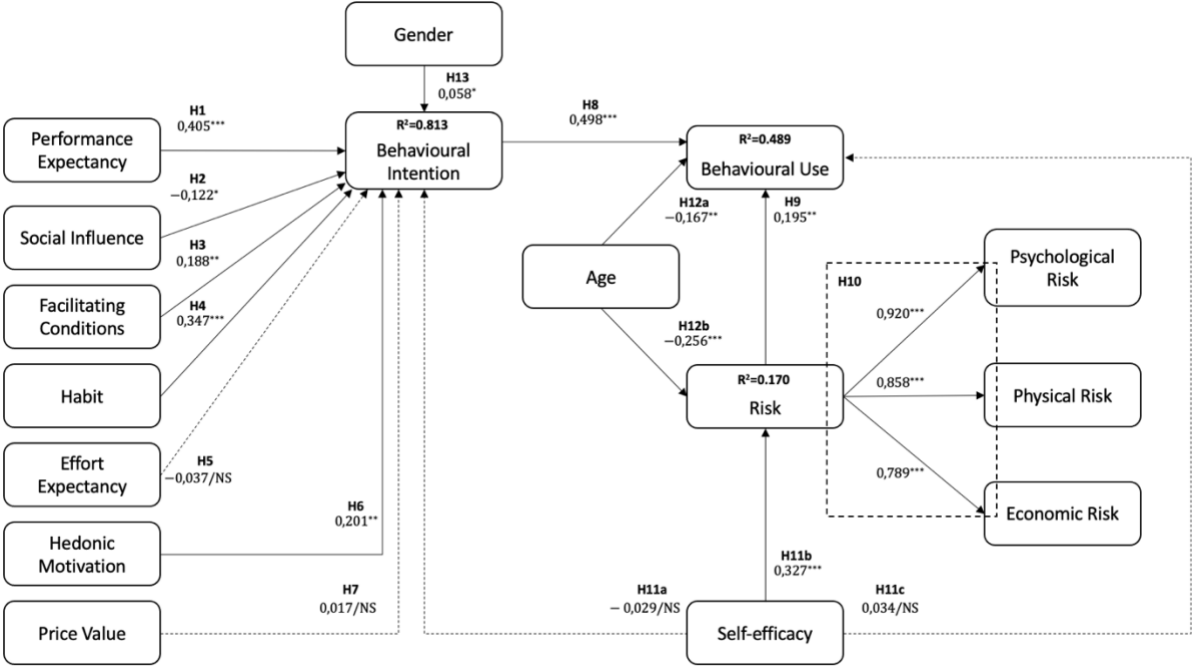 Gender
H13
0,058*
H1
0,405***
Performance
Expectancy
R²=0.813
Behavioural
Intention
H8
0,498***
R²=0.489
Behavioural Use
H2
−0,122*
Social Influence
H3
0,188**
Facilitating
Conditions
H4
0,347***
Habit
Effort
Expectancy
H5
−0,037/NS
Hedonic
Motivation
H6
0,201**
Price Value
H7
0,017/NS
H12a
−0,167**
H9
0,195**
Age
H12b
−0,256***
R²=0.170
Risk
H10
0,920***
Psychological
Risk
0,858***
Physical Risk
0,789***
Economic Risk
H11b
0,327***
H11a
− 0,029/NS
H11c
0,034/NS
Self-efficacy